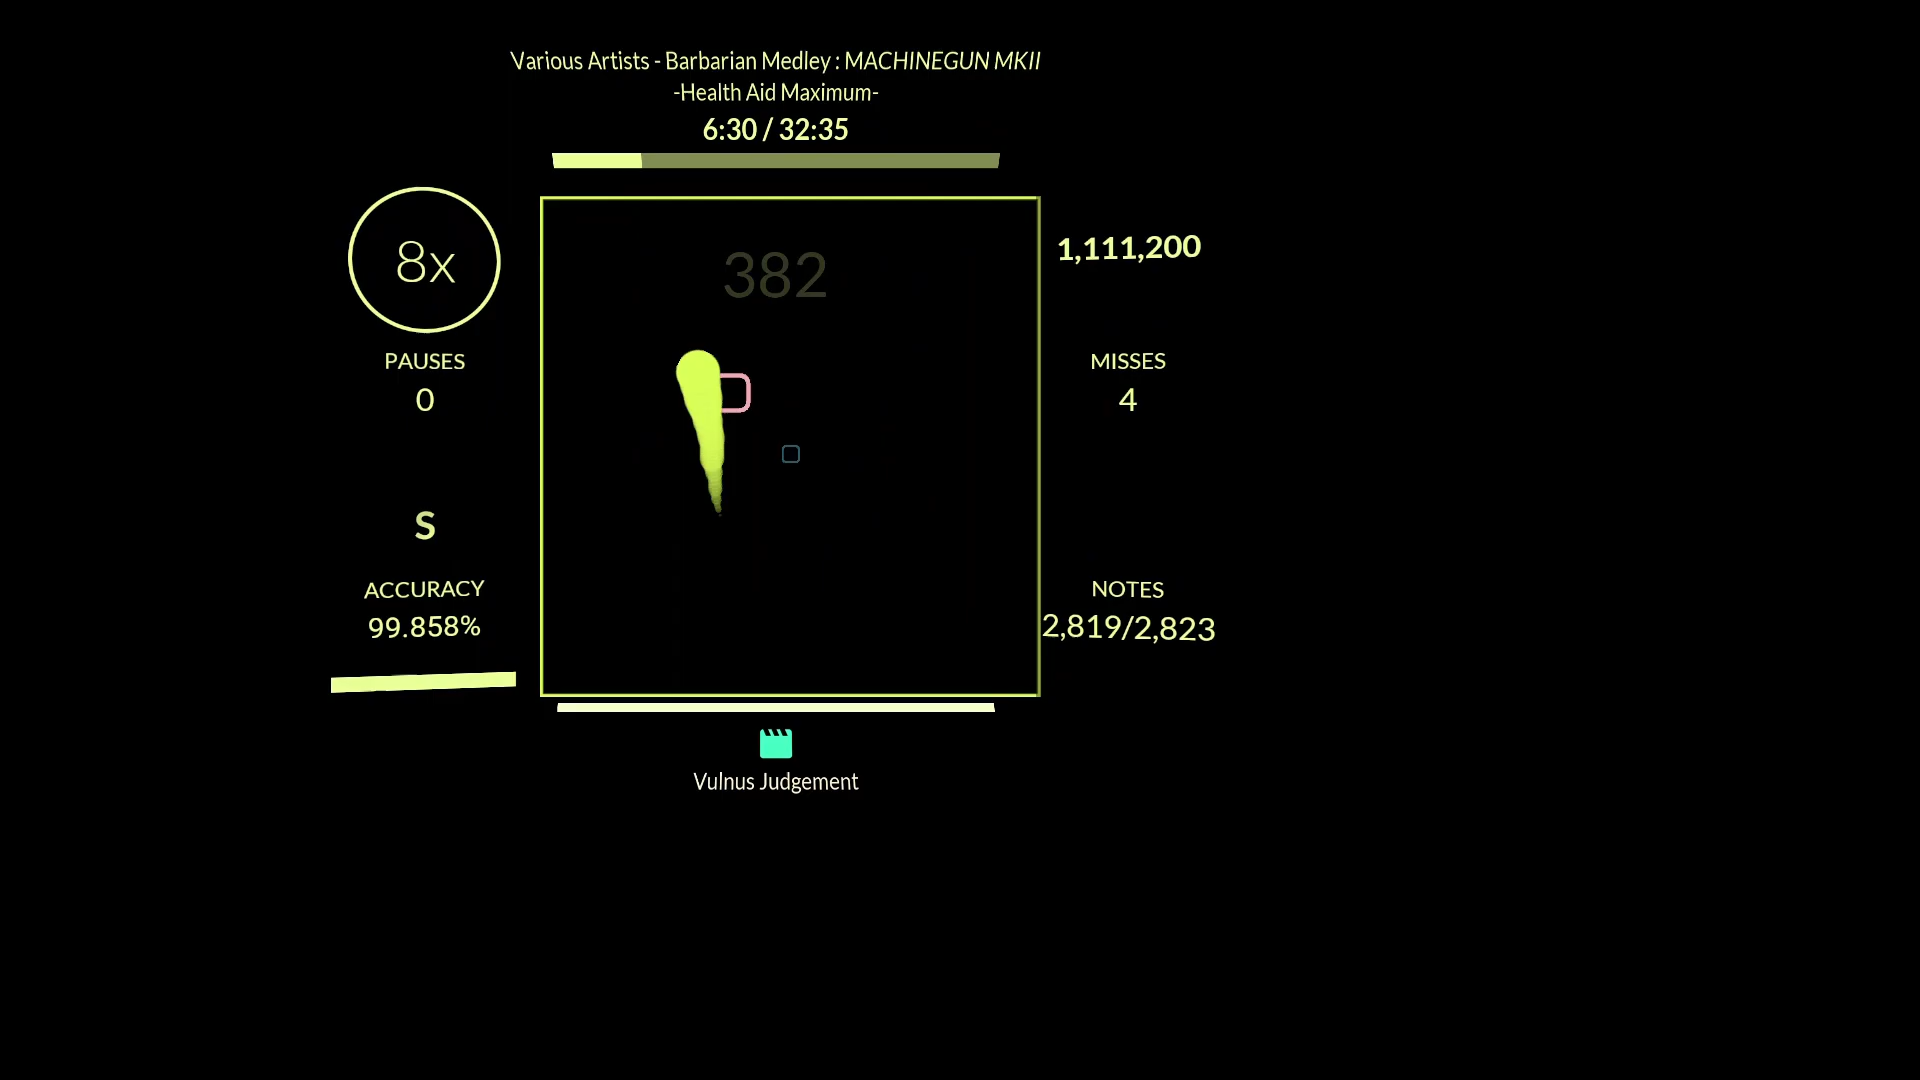 Various Artists - Barbarian Medley : MACHINEGUN MKII
-Health Aid Maximum-
6:30 / 32:35
8x
382
1,111,200
PAUSES
0
MISSES
4
S
ACCURACY
99.858%
NOTES
2,819/2,823
Vulnus Judgement